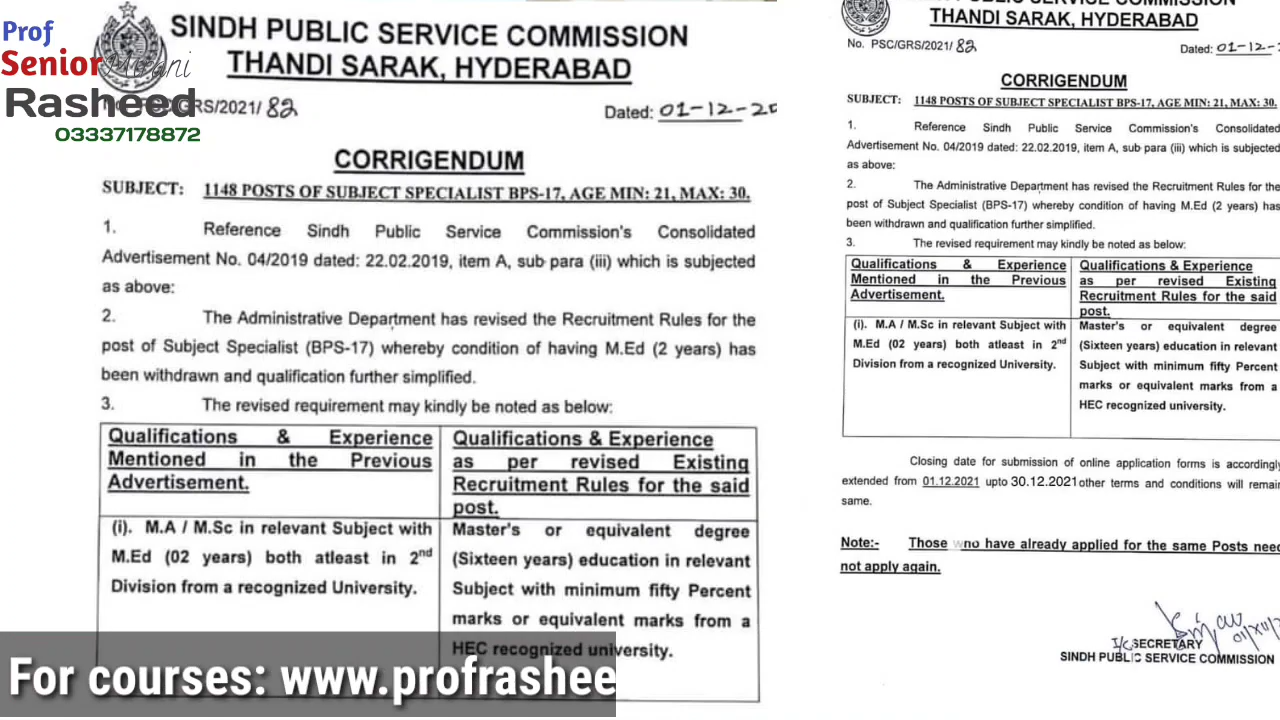 Prof
Senior Mirani
Rasheed
03337178872
SINDH PUBLIC SERVICE COMMISSION
THANDI SARAK, HYDERABAD
PSC/GRS/2021/ 82
Dated: 01-12-20
CORRIGENDUM
SUBJECT: 1148 POSTS OF SUBJECT SPECIALIST BPS-17, AGE MIN: 21, MAX: 30.
1. Reference Sindh Public Service Commission's Consolidated
Advertisement No. 04/2019 dated: 22.02.2019, item A, sub para (iii) which is subjected
as above:
2. The Administrative Department has revised the Recruitment Rules for the
post of Subject Specialist (BPS-17) whereby condition of having M.Ed (2 years) has
been withdrawn and qualification further simplified.
3. The revised requirement may kindly be noted as below:
Qualifications & Experience
Mentioned in the Previous
Advertisement.
Qualifications & Experience
as per revised Existing
Recruitment Rules for the said
post.
(i). M.A / M.Sc in relevant Subject with
M.Ed (02 years) both atleast in 2nd
Division from a recognized University.
Master's or equivalent degree
(Sixteen years) education in relevant
Subject with minimum fifty Percent
marks or equivalent marks from a
HEC recognized university.
For courses: www.profrashee
SINDH PUBLIC SERVICE COMMISSION
THANDI SARAK, HYDERABAD
No. PSC/GRS/2021/ 82
Dated: 01-12-2
CORRIGENDUM
SUBJECT: 1148 POSTS OF SUBJECT SPECIALIST BPS-17, AGE MIN: 21, MAX: 30.
1. Reference Sindh Public Service Commission's Consolidated
Advertisement No. 04/2019 dated: 22.02.2019, item A, sub para (iii) which is subjected
as above:
2. The Administrative Department has revised the Recruitment Rules for the
post of Subject Specialist (BPS-17) whereby condition of having M.Ed (2 years) has
been withdrawn and qualification further simplified.
3. The revised requirement may kindly be noted as below:
Qualifications & Experience
Mentioned in the Previous
Advertisement.
Qualifications & Experience
as per revised Existing
Recruitment Rules for the said
post.
(i). M.A / M.Sc in relevant Subject with
M.Ed (02 years) both atleast in 2nd
Division from a recognized University.
Master's or equivalent degree
(Sixteen years) education in relevant
Subject with minimum fifty Percent
marks or equivalent marks from a
HEC recognized university.
Closing date for submission of online application forms is accordingly
extended from 01.12.2021 upto 30.12.2021 other terms and conditions will remain
same.
Note:- Those who have already applied for the same Posts need
not apply again.
I/c SECRETARY
SINDH PUBLIC SERVICE COMMISSION